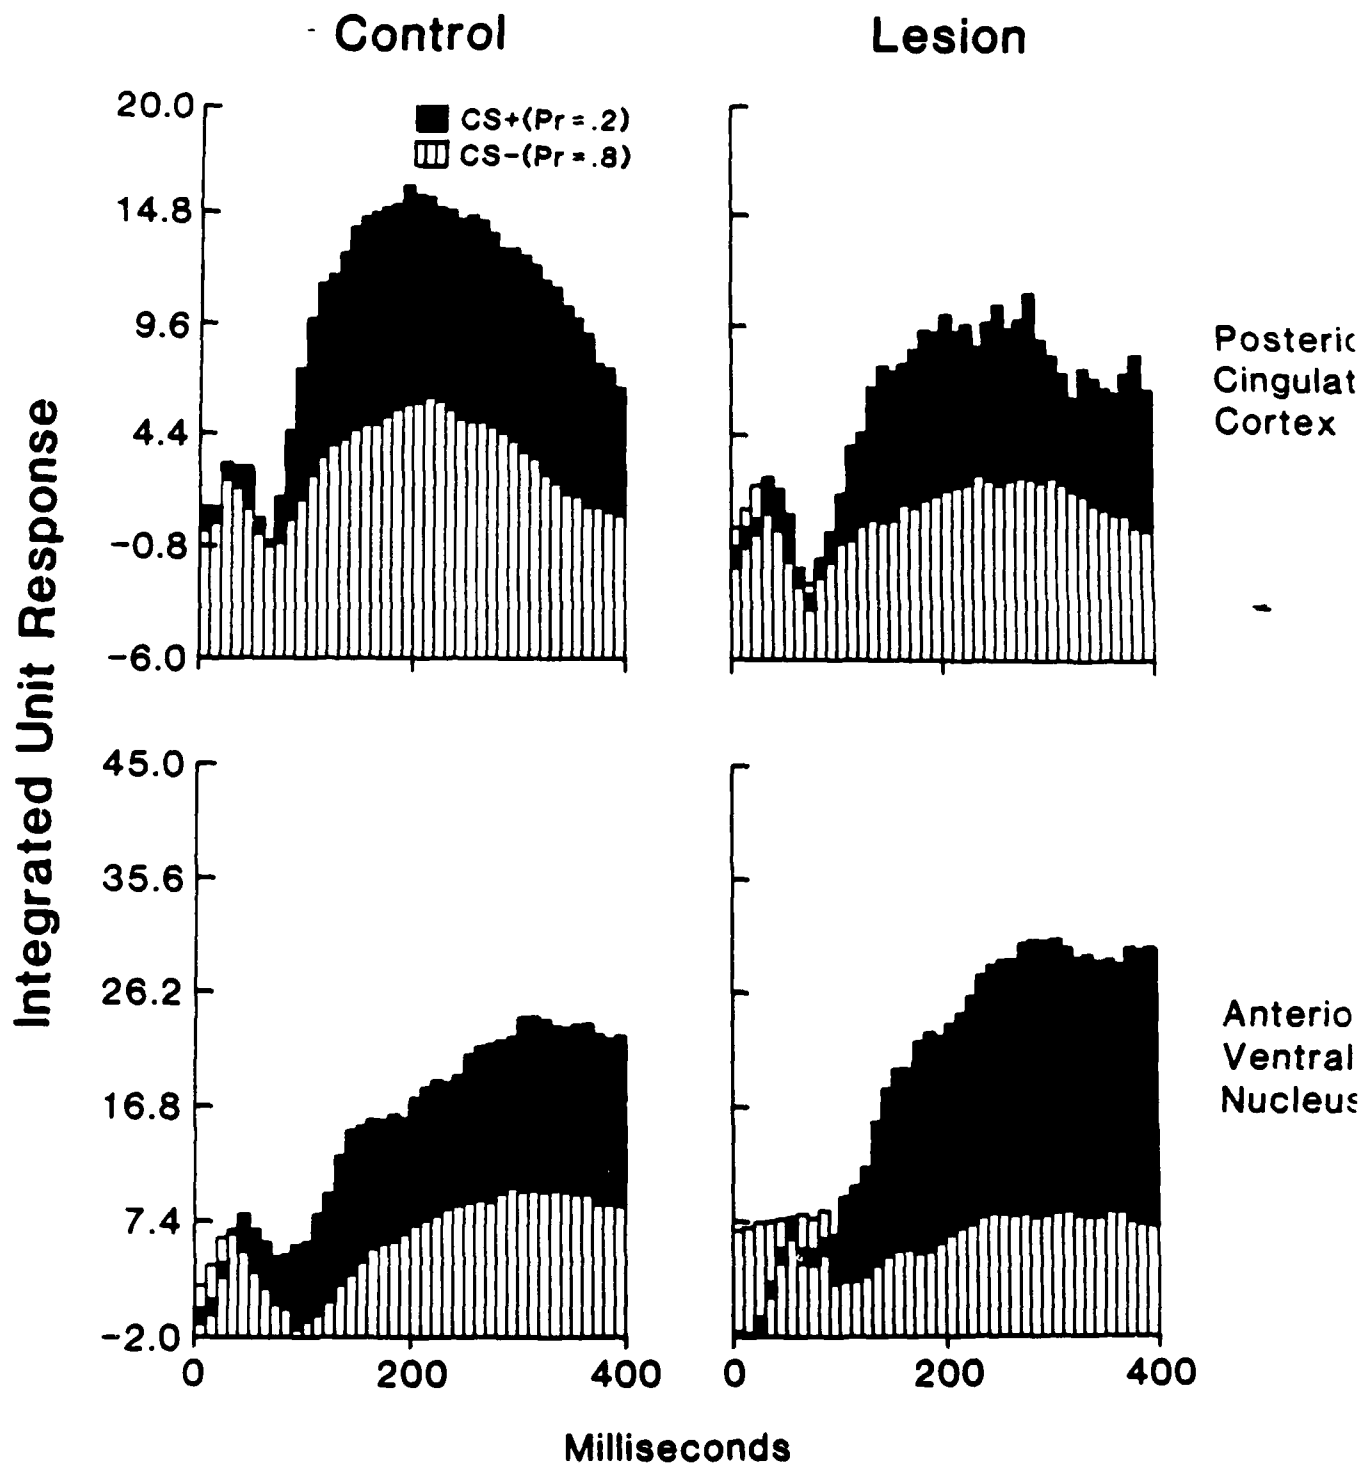 Control
Lesion
CS+(Pr=.2)
CS-(Pr=.8)
20.0
14.8
9.6
4.4
-0.8
-6.0
Posteric
Cingulat
Cortex
Integrated Unit Response
45.0
35.6
26.2
16.8
7.4
-2.0
0
200
400
0
200
400
Anterio
Ventral
Nucleus
Milliseconds